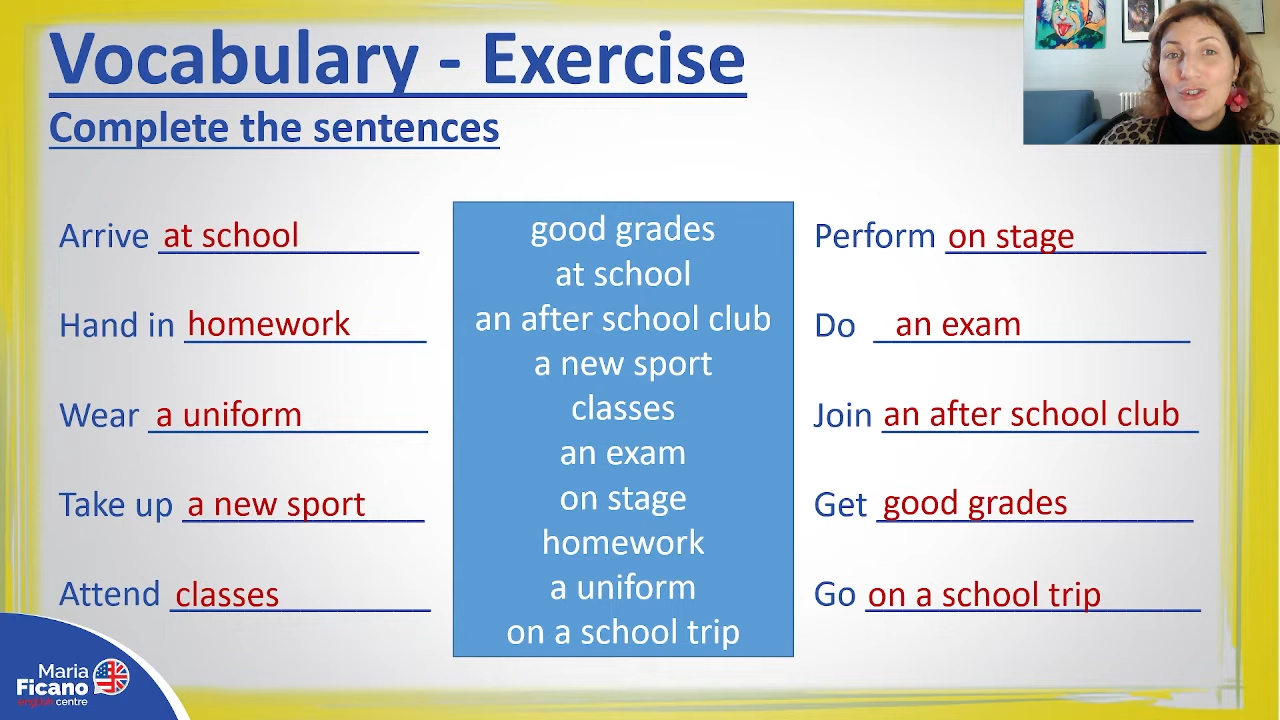 Vocabulary - Exercise
Complete the sentences
Arrive at school
Hand in homework
Wear a uniform
Take up a new sport
Attend classes
good grades
at school
an after school club
a new sport
classes
an exam
on stage
homework
a uniform
on a school trip
Perform on stage
Do an exam
Join an after school club
Get good grades
Go on a school trip
Maria
Ficano
english centre